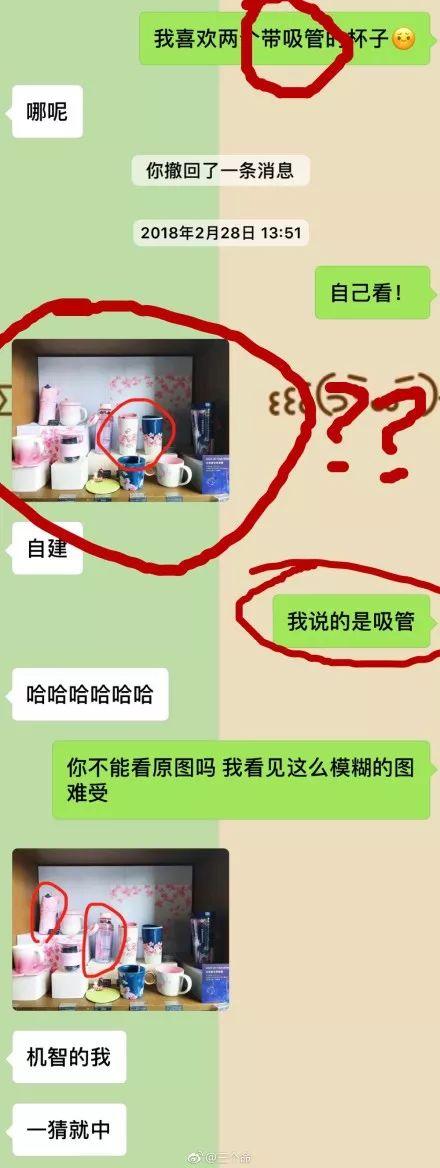 我喜欢两个带吸管的杯子
哪呢
你撤回了一条消息
2018年2月28日 13:51
自己看！
??
自建
我说的是吸管
哈哈哈哈哈哈
你不能看原图吗 我看见这么模糊的图
难受
机智的我
一猜就中
@三个命